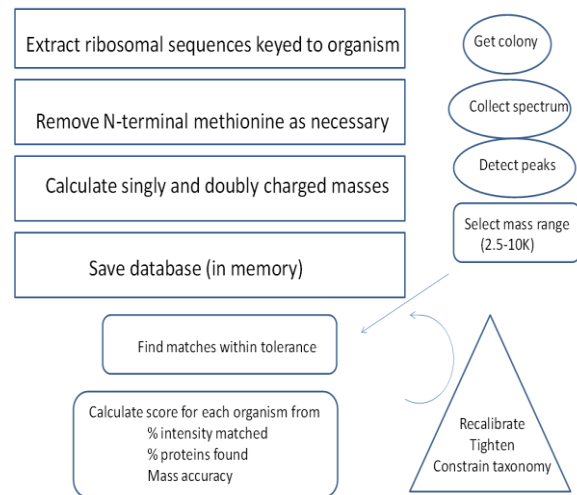 Extract ribosomal sequences keyed to organism
Remove N-terminal methionine as necessary
Calculate singly and doubly charged masses
Save database (in memory)
Get colony
Collect spectrum
Detect peaks
Select mass range
(2.5-10K)
Find matches within tolerance
Calculate score for each organism from
% intensity matched
% proteins found
Mass accuracy
Recalibrate
Tighten
Constrain taxonomy